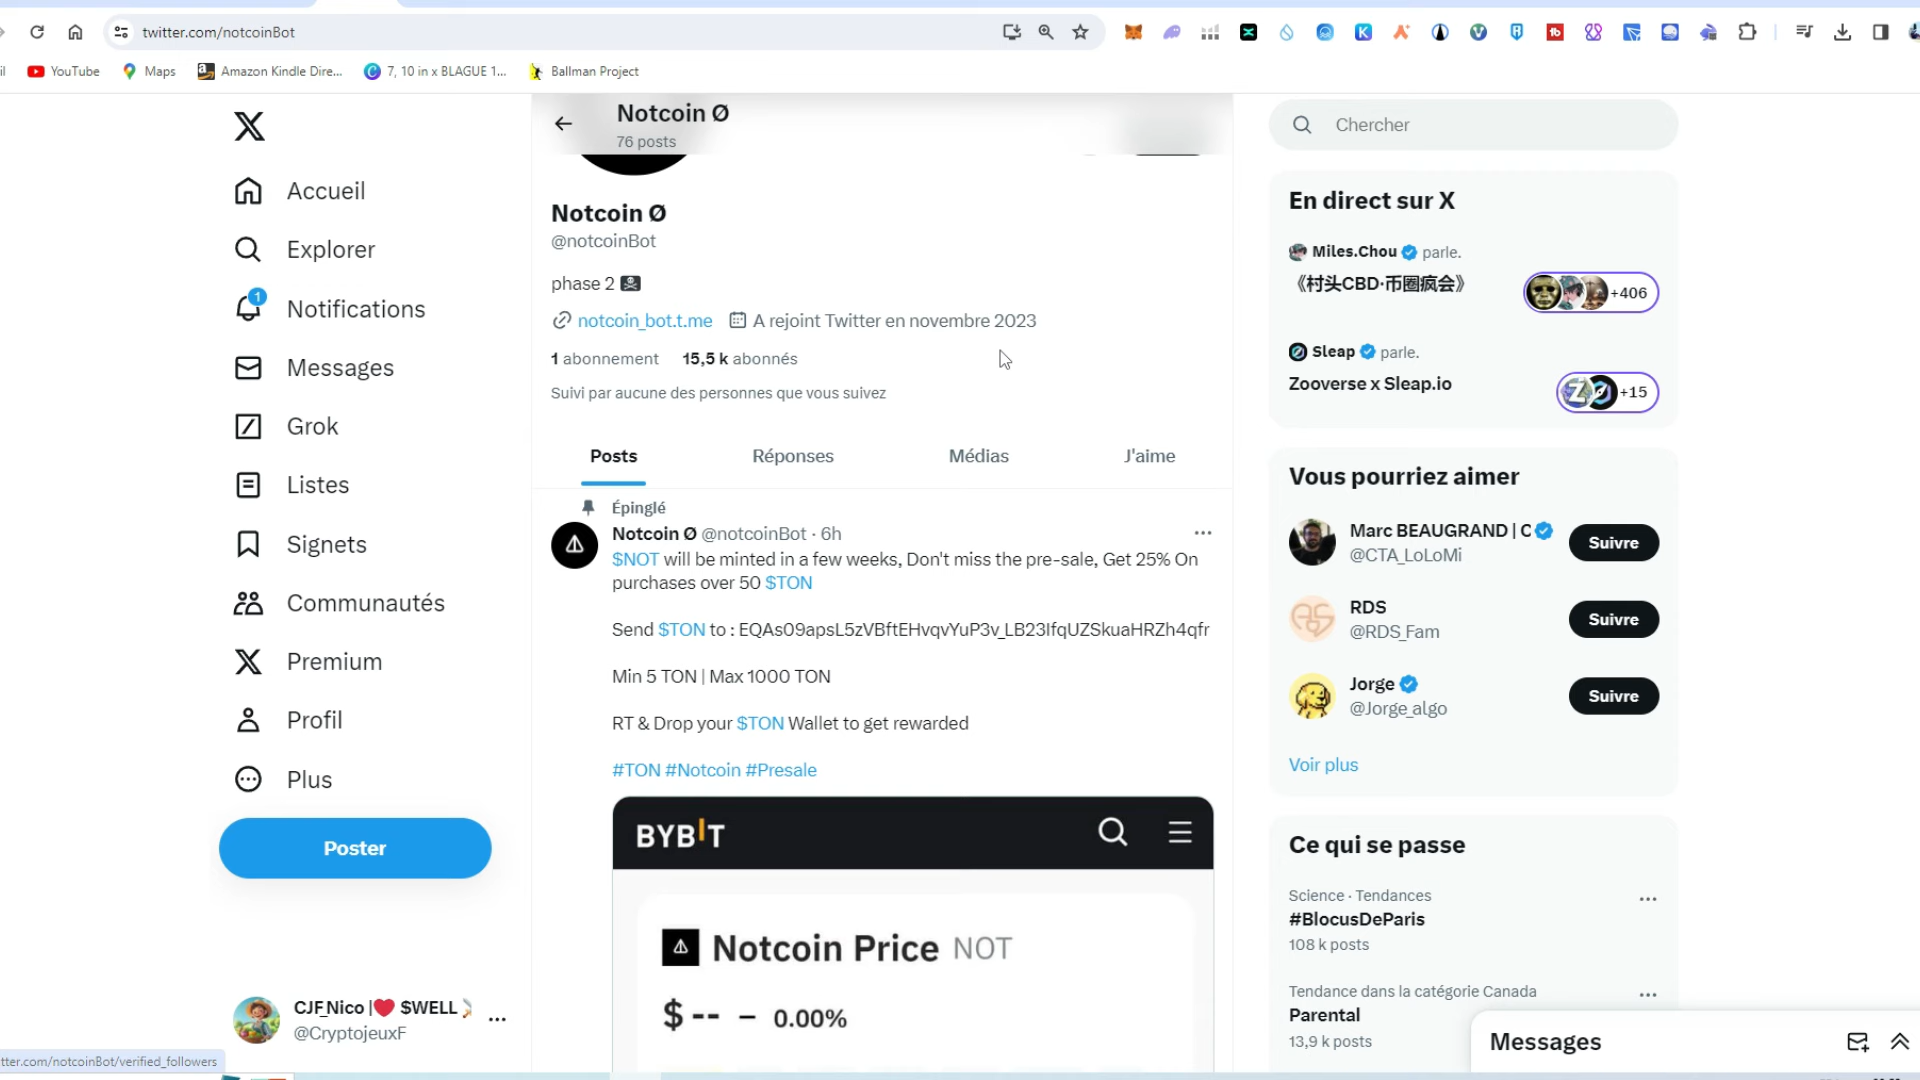 twitter.com/notcoinBot
YouTube
Maps
Amazon Kindle Dire...
7, 10 in x BLAGUE 1...
Ballman Project
Notcoin Ø
76 posts
Accueil
Explorer
1
Notifications
Messages
Grok
Listes
Signets
Communautés
Premium
Profil
Plus
Poster
CJF_Nico |❤️ $WELL
@CryptojeuxF
tter.com/notcoinBot/verified_followers
Notcoin Ø
@notcoinBot
phase 2 🏴‍☠️
notcoin_bot.t.me A rejoint Twitter en novembre 2023
1 abonnement 15,5 k abonnés
Suivi par aucune des personnes que vous suivez
Posts Réponses Médias J'aime
Épinglé
Notcoin Ø @notcoinBot · 6h
$NOT will be minted in a few weeks, Don't miss the pre-sale, Get 25% On
purchases over 50 $TON
Send $TON to : EQAs09apsL5zVBftEHvqvYuP3v_LB23IfqUZSkuaHRZh4qfr
Min 5 TON | Max 1000 TON
RT & Drop your $TON Wallet to get rewarded
#TON #Notcoin #Presale
BYBIT
Notcoin Price NOT
$ -- – 0.00%
Chercher
En direct sur X
Miles.Chou parle.
《村头CBD·币圈疯会》
+406
Sleap parle.
Zooverse x Sleap.io
+15
Vous pourriez aimer
Marc BEAUGRAND | C
@CTA_LoLoMi
Suivre
RDS
@RDS_Fam
Suivre
Jorge
@Jorge_algo
Suivre
Voir plus
Ce qui se passe
Science · Tendances
#BlocusDeParis
108 k posts
Tendance dans la catégorie Canada
Parental
13,9 k posts
Messages